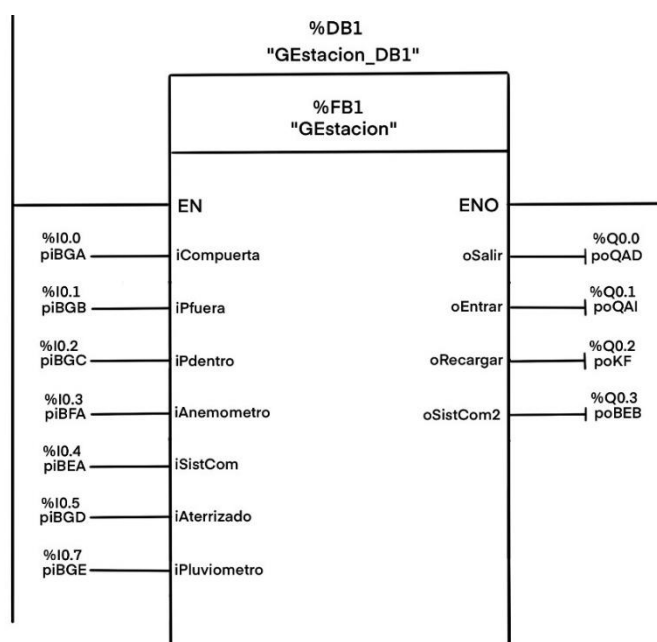 %DB1
"GEstacion_DB1"
%FB1
"GEstacion"
EN ENO
%I0.0 %Q0.0
piBGA iCompuerta oSalir poQAD
%I0.1 %Q0.1
piBGB iPfuera oEntrar poQAI
%I0.2 %Q0.2
piBGC iPdentro oRecargar poKF
%I0.3 %Q0.3
piBFA iAnemometro oSistCom2 poBEB
%I0.4
piBEA iSistCom
%I0.5
piBGD iAterrizado
%I0.7
piBGE iPluviometro